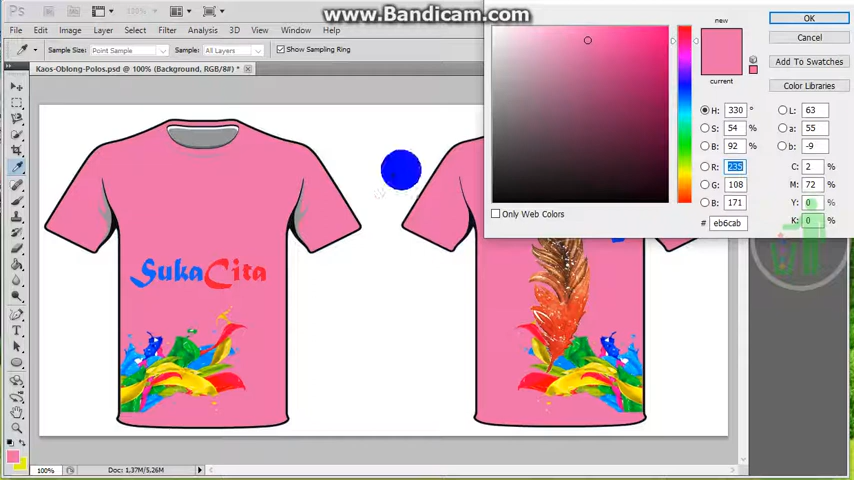 www.Bandicam.com
Ps
130%
File Edit Image Layer Select Filter Analysis 3D View Window Help
Sample Size: Point Sample Sample: All Layers Show Sampling Ring
Kaos-Oblong-Polos.psd @ 100% (Background, RGB/8#) *
new
current
OK
Cancel
Add To Swatches
Color Libraries
H: 330 °
S: 54 %
B: 92 %
R: 235
G: 108
B: 171
# eb6cab
L: 63
a: 55
b: -9
C: 2 %
M: 72 %
Y: 0 %
K: 0 %
Only Web Colors
SukaCita
100% Doc: 1,37M/5,26M